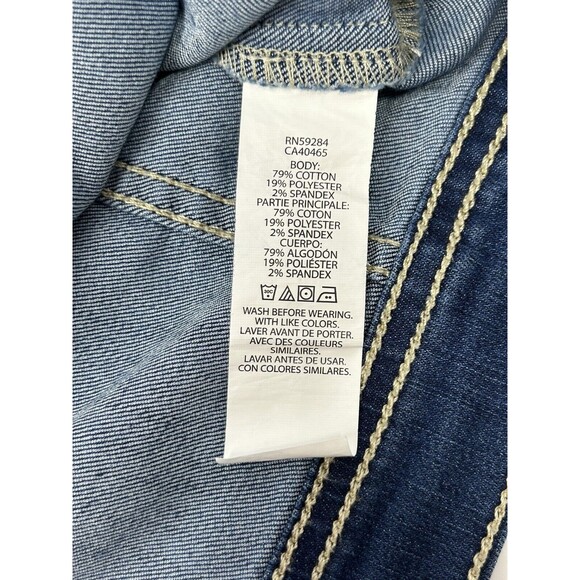 RN59284
CA40465
BODY:
79% COTTON
19% POLYESTER
2% SPANDEX
PARTIE PRINCIPALE:
79% COTON
19% POLYESTER
2% SPANDEX
CUERPO:
79% ALGODÓN
19% POLIÉSTER
2% SPANDEX
30C
WASH BEFORE WEARING.
WITH LIKE COLORS.
LAVER AVANT DE PORTER.
AVEC DES COULEURS
SIMILAIRES.
LAVAR ANTES DE USAR.
CON COLORES SIMILARES.